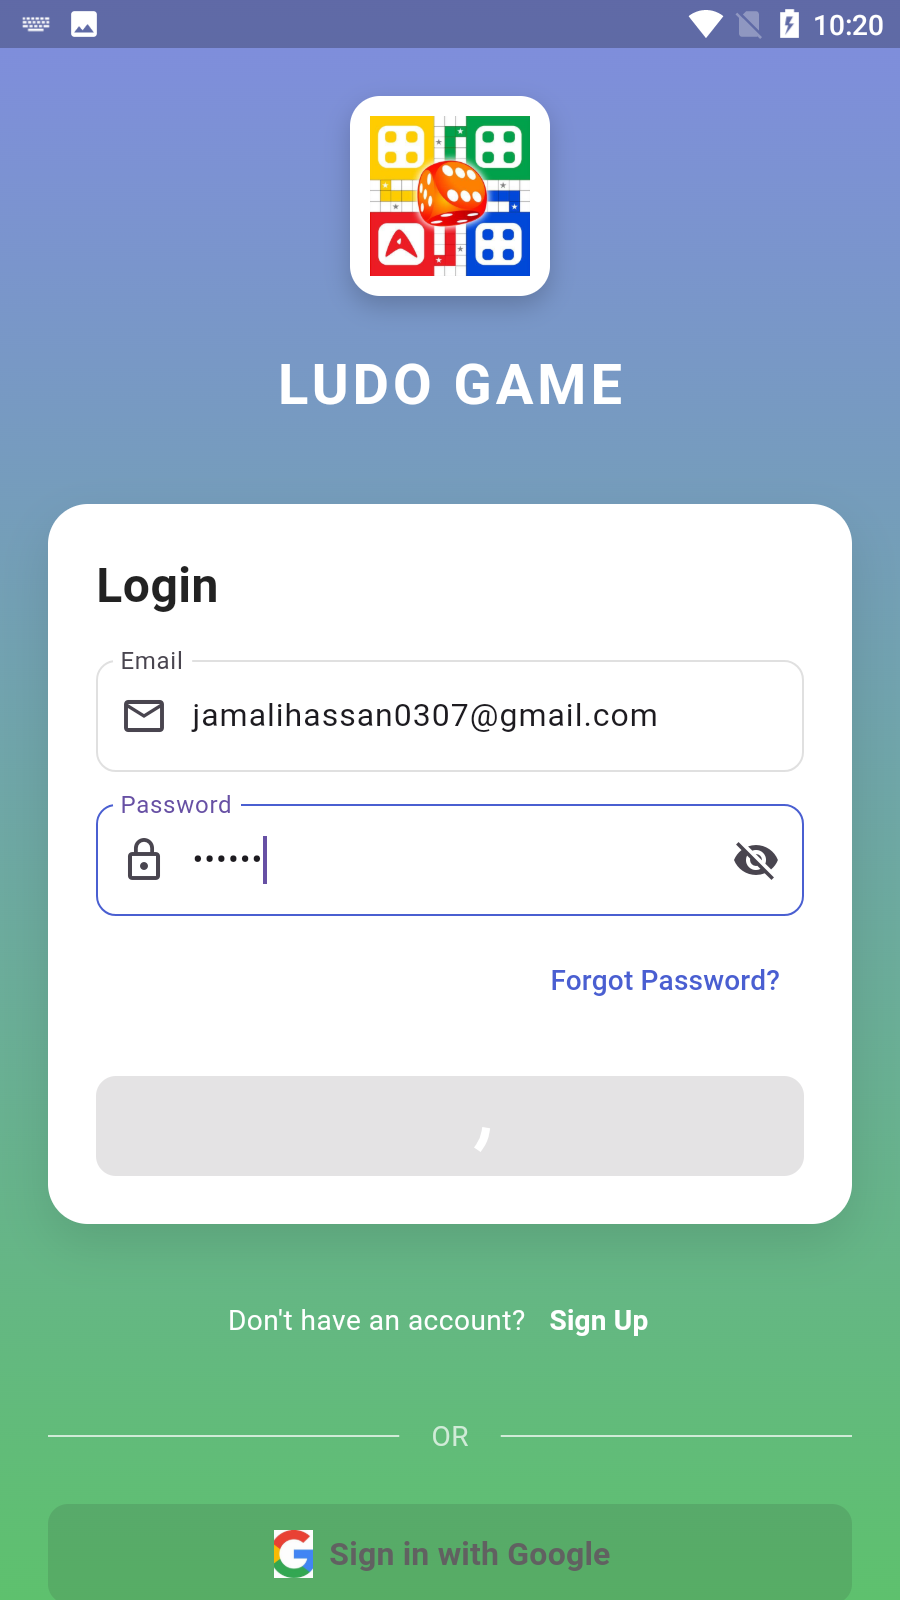 10:20
LUDO GAME
Login
Email
jamalihassan0307@gmail.com
Password
••••••
Forgot Password?
Don't have an account? Sign Up
OR
Sign in with Google